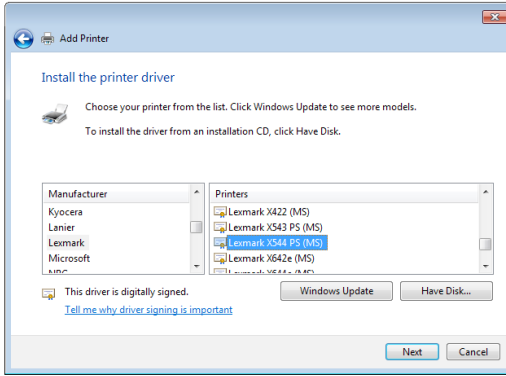 Add Printer
Install the printer driver
Choose your printer from the list. Click Windows Update to see more models.
To install the driver from an installation CD, click Have Disk.
Manufacturer
Kyocera
Lanier
Lexmark
Microsoft
Printers
Lexmark X422 (MS)
Lexmark X543 PS (MS)
Lexmark X544 PS (MS)
Lexmark X642e (MS)
This driver is digitally signed.
Tell me why driver signing is important
Windows Update
Have Disk...
Next
Cancel